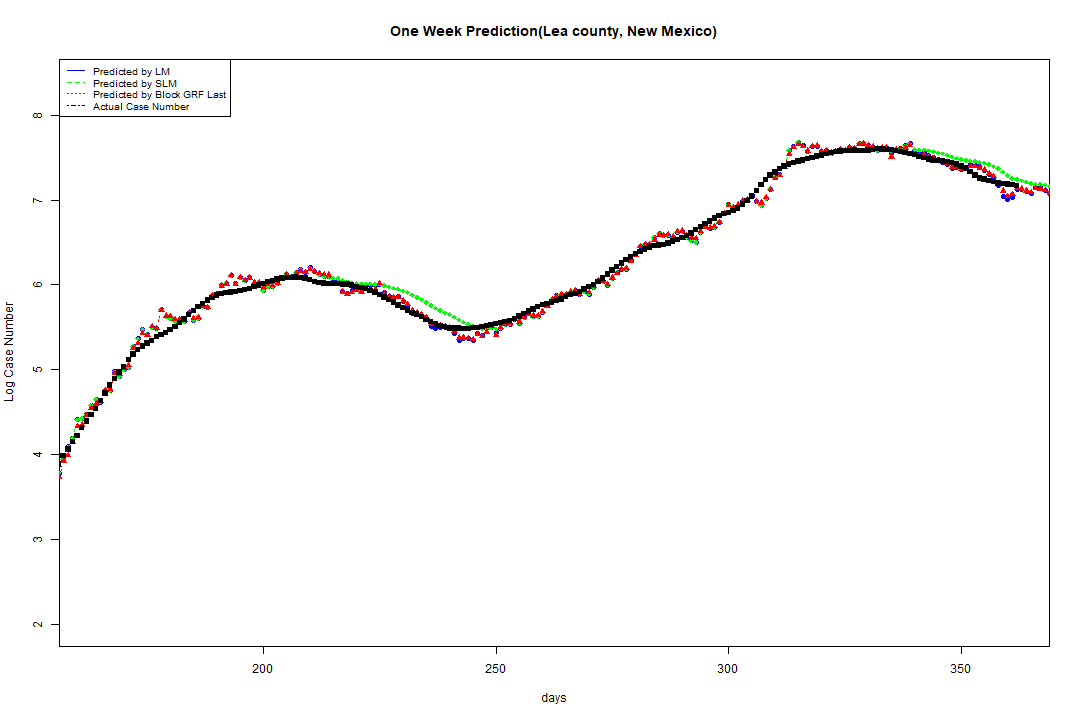 One Week Prediction(Lea county, New Mexico)
Predicted by LM
Predicted by SLM
Predicted by Block GRF Last
Actual Case Number
8
7
6
5
4
3
2
Log Case Number
200 250 300 350
days